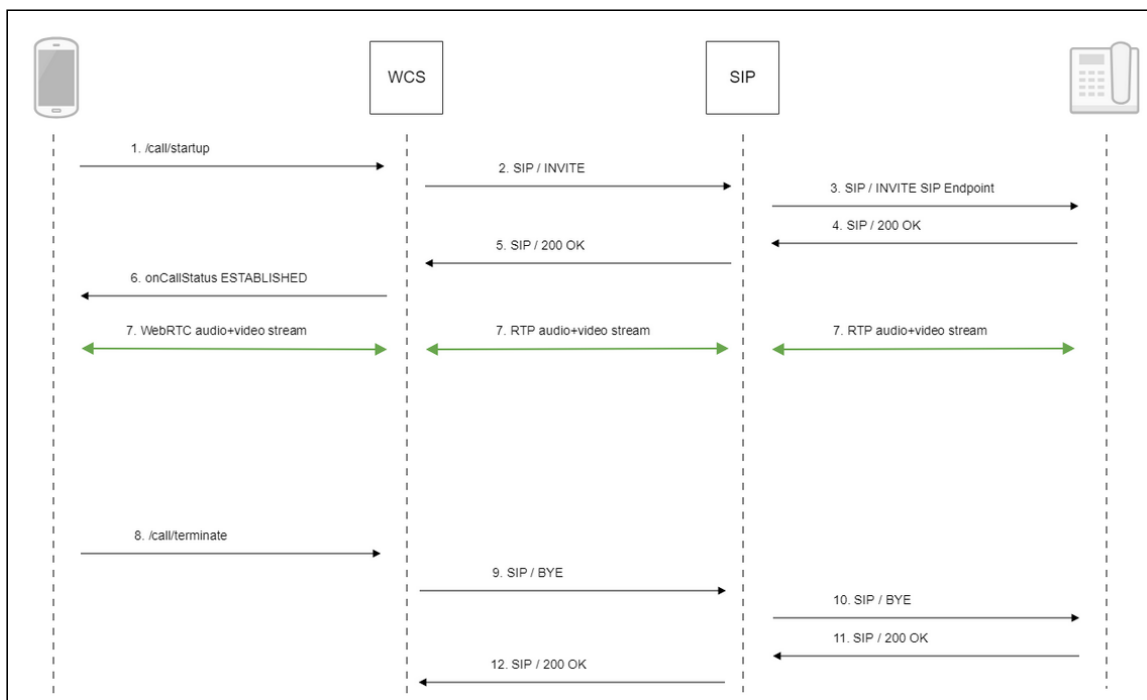 WCS
SIP
1. /call/startup
2. SIP / INVITE
3. SIP / INVITE SIP Endpoint
4. SIP / 200 OK
5. SIP / 200 OK
6. onCallStatus ESTABLISHED
7. WebRTC audio+video stream
7. RTP audio+video stream
7. RTP audio+video stream
8. /call/terminate
9. SIP / BYE
10. SIP / BYE
11. SIP / 200 OK
12. SIP / 200 OK